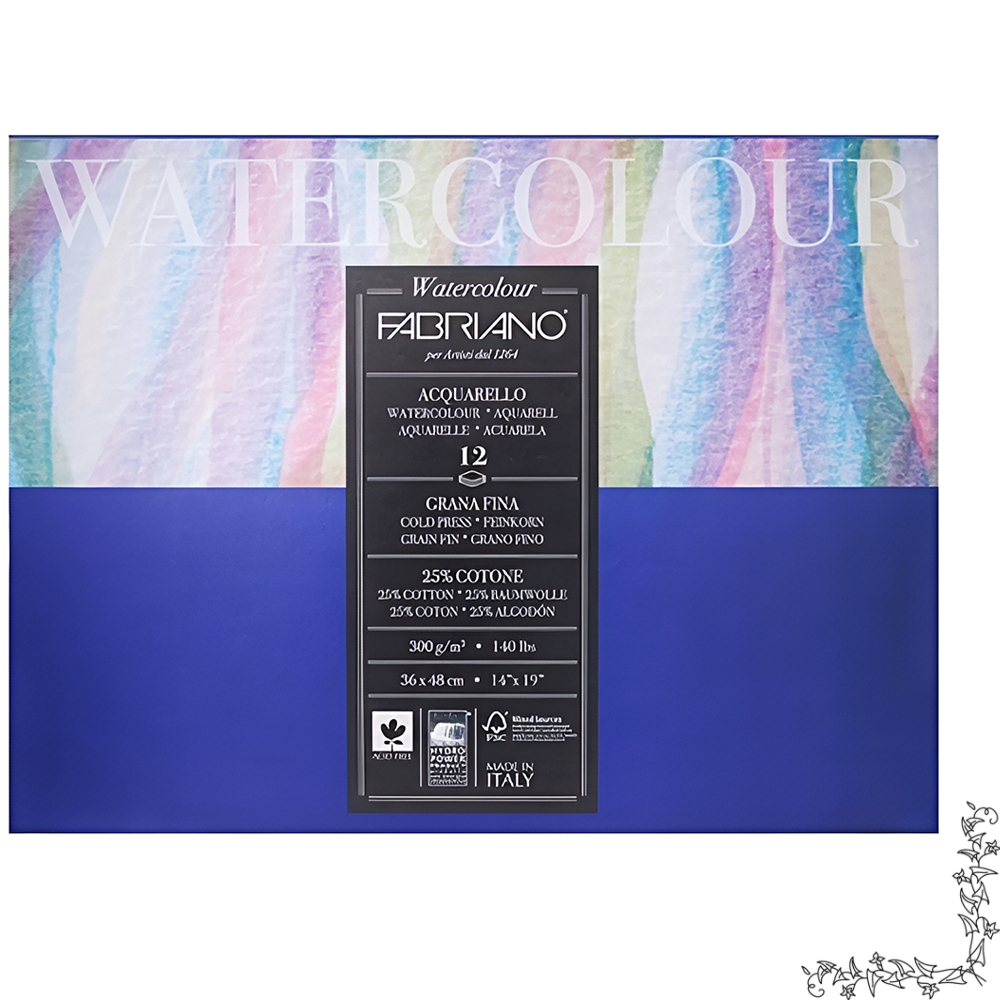 WATERCOLOUR
Watercolour
FABRIANO
per Artisti dal 1264
ACQUARELLO
WATERCOLOUR • AQUARELL
AQUARELLE • ACUARELA
12
GRANA FINA
COLD PRESS • FEINKORN
GRAIN FIN • GRANO FINO
25% COTONE
25% COTTON • 25% BAUMWOLLE
25% COTON • 25% ALGODÓN
300 g/m² • 140 lbs
36 x 48 cm • 14" x 19"
ACID FREE
HYDRO
POWER
FSC
MADE IN
ITALY